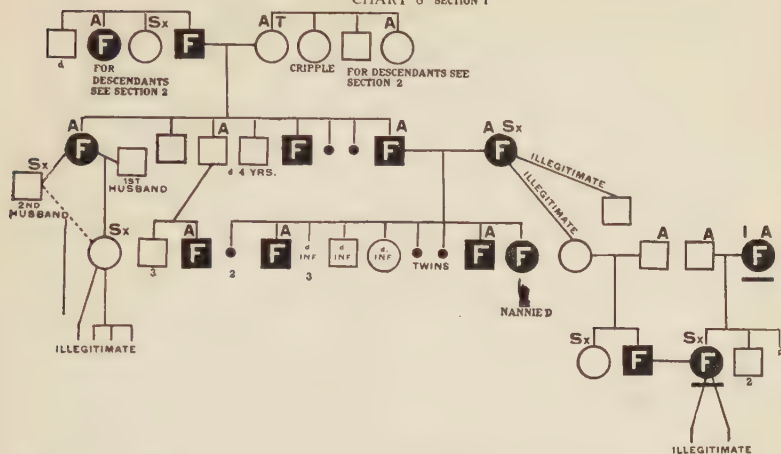 CHART 6 SECTION 1
A Sx A T A
F F
d
FOR
DESCENDANTS
SEE SECTION 2
CRIPPLE
FOR DESCENDANTS SEE
SECTION 2
A A A A Sx
F F F F
d 4 YRS.
Sx
1ST
HUSBAND
2ND
HUSBAND
ILLEGITIMATE
ILLEGITIMATE
Sx A A A A A I A
F F F F F
d
INF
d
INF
d.
INF
3 2 3 TWINS
NANNIE D
ILLEGITIMATE
Sx Sx
F F
2
ILLEGITIMATE